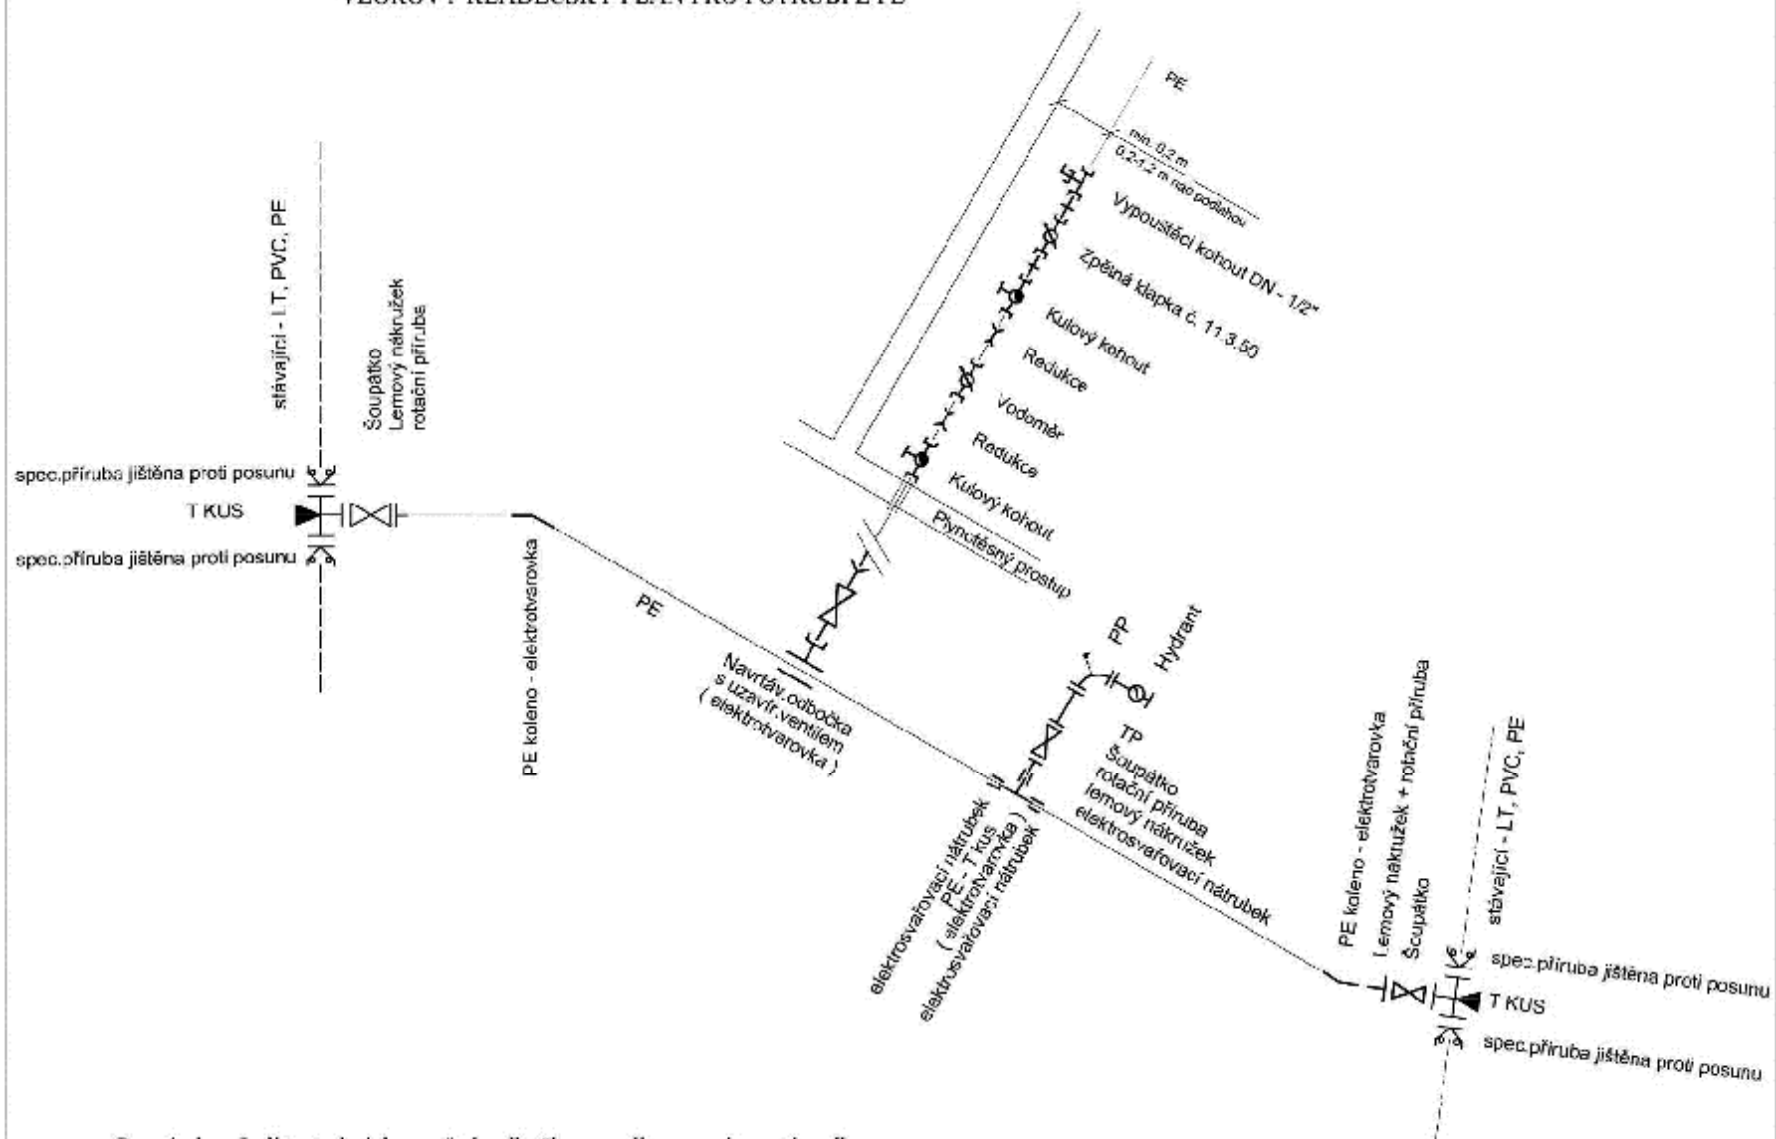 PE
min. 0,2 m
0,2-1,2 m nad podlahou
Vypouštěcí kohout DN - 1/2"
Zpětná klapka č. 11.3.50
Kulový kohout
Redukce
Vodoměr
Redukce
Kulový kohout
Plynotěsný prostup
stávající - LT, PVC, PE
Šoupátko
Lemový nákružek
rotační příruba
spec.příruba jištěna proti posunu
T KUS
spec.příruba jištěna proti posunu
PE koleno - elektrotvarovka
PE
Navrtáv.odbočka
s uzavír.ventilem
( elektrotvarovka )
PP
Hydrant
TP
Šoupátko
rotační příruba
lemový nákružek
elektrosvařovací nátrubek
elektrosvařovací nátrubek
PE - T kus
( elektrotvarovka )
elektrosvařovací nátrubek
PE koleno - elektrotvarovka
Lemový nákružek + rotační příruba
Šoupátko
stávající - LT, PVC, PE
spec.příruba jištěna proti posunu
T KUS
spec.příruba jištěna proti posunu